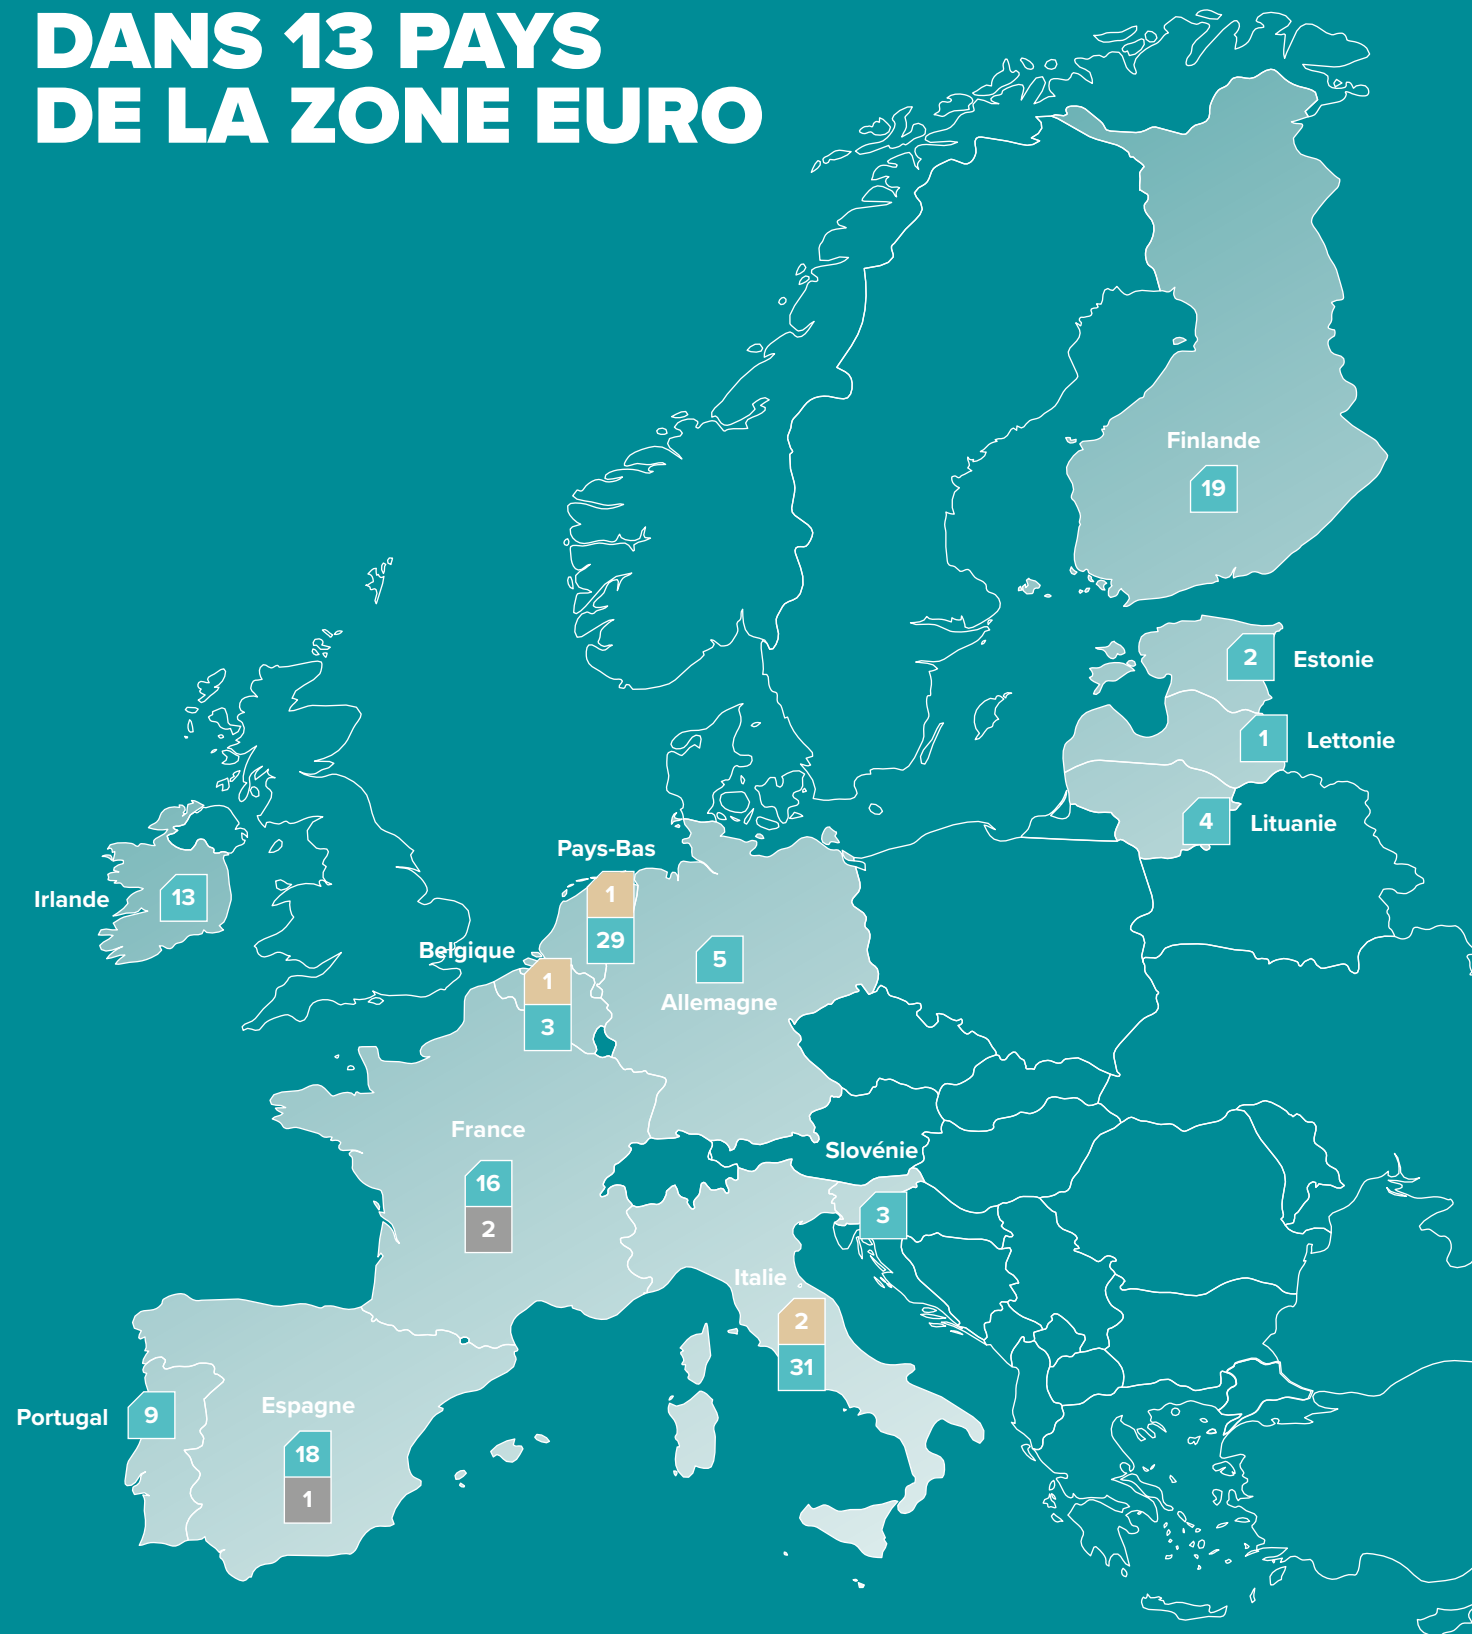 DANS 13 PAYS
DE LA ZONE EURO
Finlande
19
2
Estonie
1
Lettonie
4
Lituanie
Pays-Bas
1
29
Irlande
13
Belgique
1
3
5
Allemagne
France
16
2
Slovénie
3
Italie
2
31
Portugal
9
Espagne
18
1